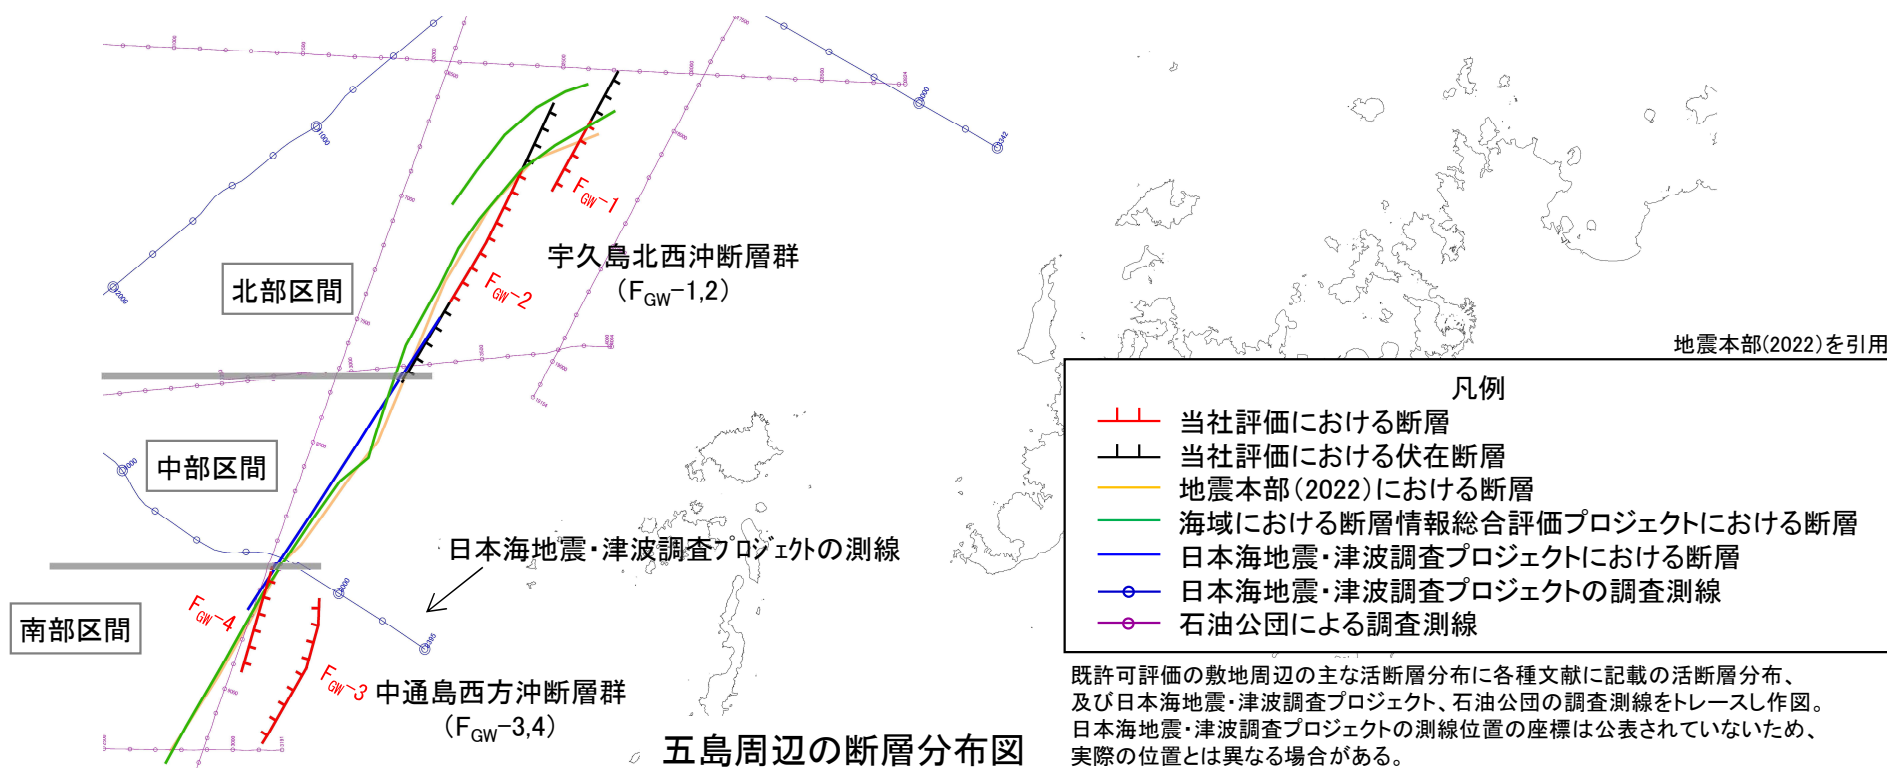 F_GW-1
宇久島北西沖断層群
(F_GW-1,2)
北部区間
F_GW-2
地震本部(2022)を引用
中部区間
日本海地震・津波調査プロジェクトの測線
F_GW-4
南部区間
F_GW-3
中通島西方沖断層群
(F_GW-3,4)
五島周辺の断層分布図
凡例
当社評価における断層
当社評価における伏在断層
地震本部(2022)における断層
海域における断層情報総合評価プロジェクトにおける断層
日本海地震・津波調査プロジェクトにおける断層
日本海地震・津波調査プロジェクトの調査測線
石油公団による調査測線
既許可評価の敷地周辺の主な活断層分布に各種文献に記載の活断層分布、
及び日本海地震・津波調査プロジェクト、石油公団の調査測線をトレースし作図。
日本海地震・津波調査プロジェクトの測線位置の座標は公表されていないため、
実際の位置とは異なる場合がある。